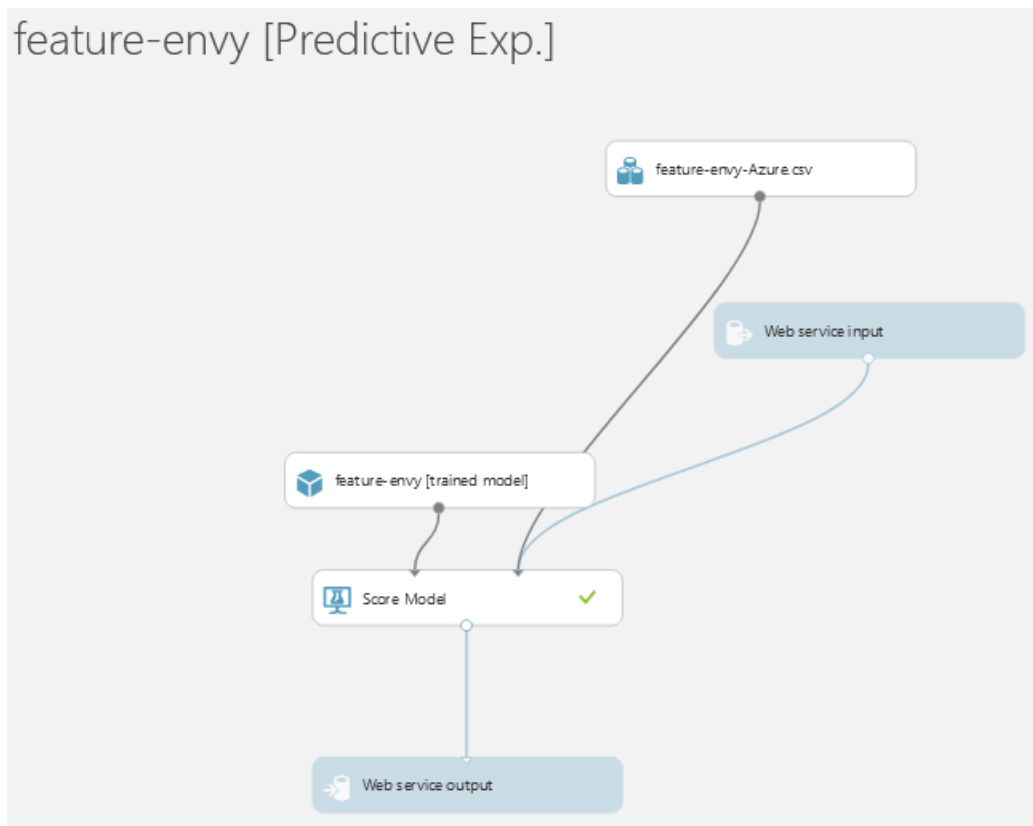 feature-envy [Predictive Exp.]
feature-envy-Azure.csv
Web service input
feature-envy [trained model]
Score Model
Web service output